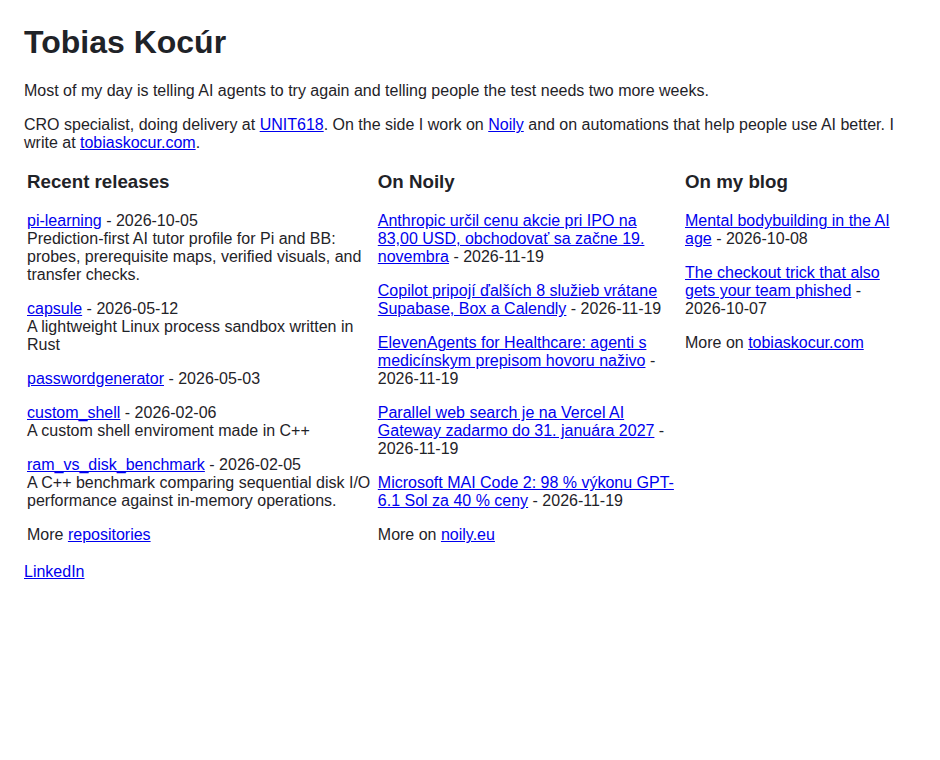 Tobias Kocúr
Most of my day is telling AI agents to try again and telling people the test needs two more weeks.
CRO specialist, doing delivery at UNIT618. On the side I work on Noily and on automations that help people use AI better. I
write at tobiaskocur.com.
Recent releases
pi-learning - 2026-10-05
Prediction-first AI tutor profile for Pi and BB:
probes, prerequisite maps, verified visuals, and
transfer checks.
capsule - 2026-05-12
A lightweight Linux process sandbox written in
Rust
passwordgenerator - 2026-05-03
custom_shell - 2026-02-06
A custom shell enviroment made in C++
ram_vs_disk_benchmark - 2026-02-05
A C++ benchmark comparing sequential disk I/O
performance against in-memory operations.
More repositories
On Noily
Anthropic určil cenu akcie pri IPO na
83,00 USD, obchodovať sa začne 19.
novembra - 2026-11-19
Copilot pripojí ďalších 8 služieb vrátane
Supabase, Box a Calendly - 2026-11-19
ElevenAgents for Healthcare: agenti s
medicínskym prepisom hovoru naživo -
2026-11-19
Parallel web search je na Vercel AI
Gateway zadarmo do 31. januára 2027 -
2026-11-19
Microsoft MAI Code 2: 98 % výkonu GPT-
6.1 Sol za 40 % ceny - 2026-11-19
More on noily.eu
On my blog
Mental bodybuilding in the AI
age - 2026-10-08
The checkout trick that also
gets your team phished -
2026-10-07
More on tobiaskocur.com
LinkedIn